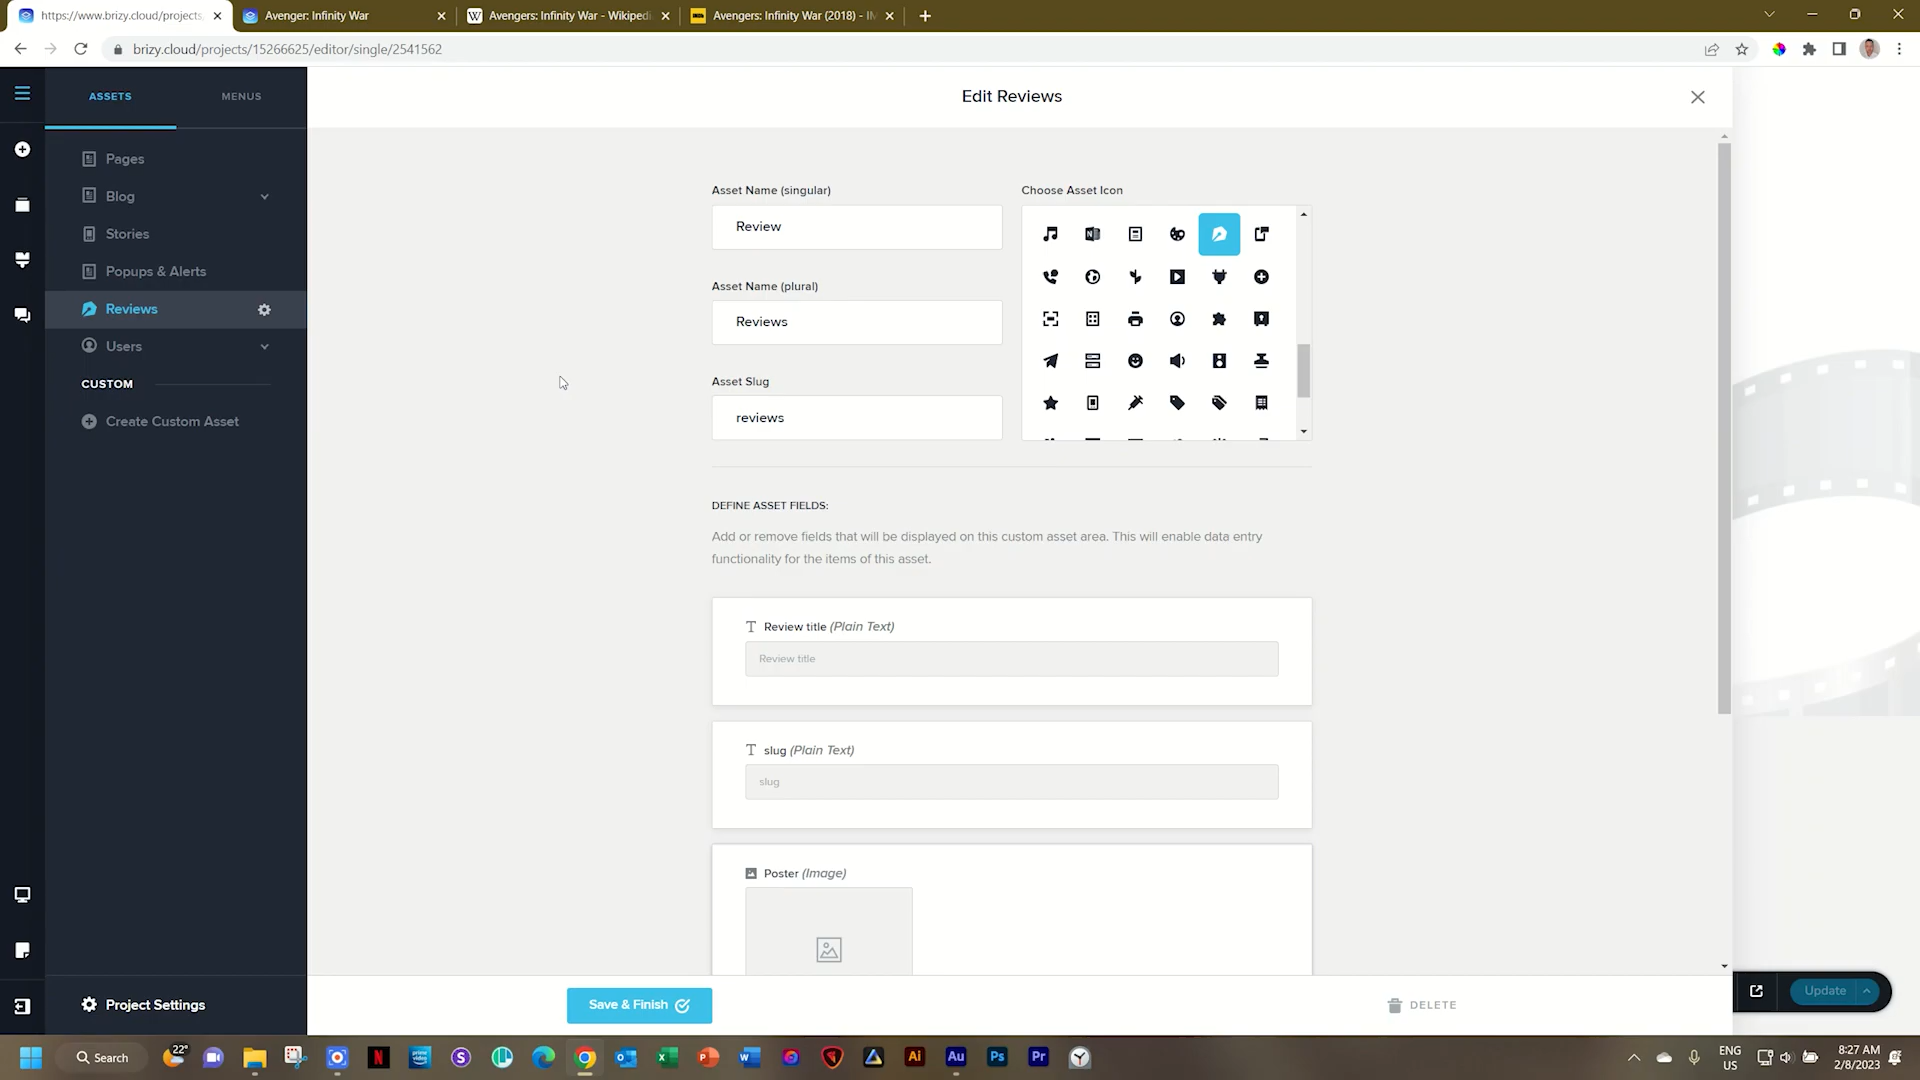 https://www.brizy.cloud/projects,
Avenger: Infinity War
Avengers: Infinity War - Wikiped
Avengers: Infinity War (2018) - I
brizy.cloud/projects/15266625/editor/single/2541562
ASSETS
MENUS
Edit Reviews
Pages
Blog
Stories
Popups & Alerts
Reviews
Users
CUSTOM
Create Custom Asset
Project Settings
Asset Name (singular)
Choose Asset Icon
Review
Asset Name (plural)
Reviews
Asset Slug
reviews
DEFINE ASSET FIELDS:
Add or remove fields that will be displayed on this custom asset area. This will enable data entry
functionality for the items of this asset.
Review title (Plain Text)
Review title
slug (Plain Text)
slug
Poster (Image)
Save & Finish
DELETE
Update
Search
22°
ENG
US
8:27 AM
2/8/2023